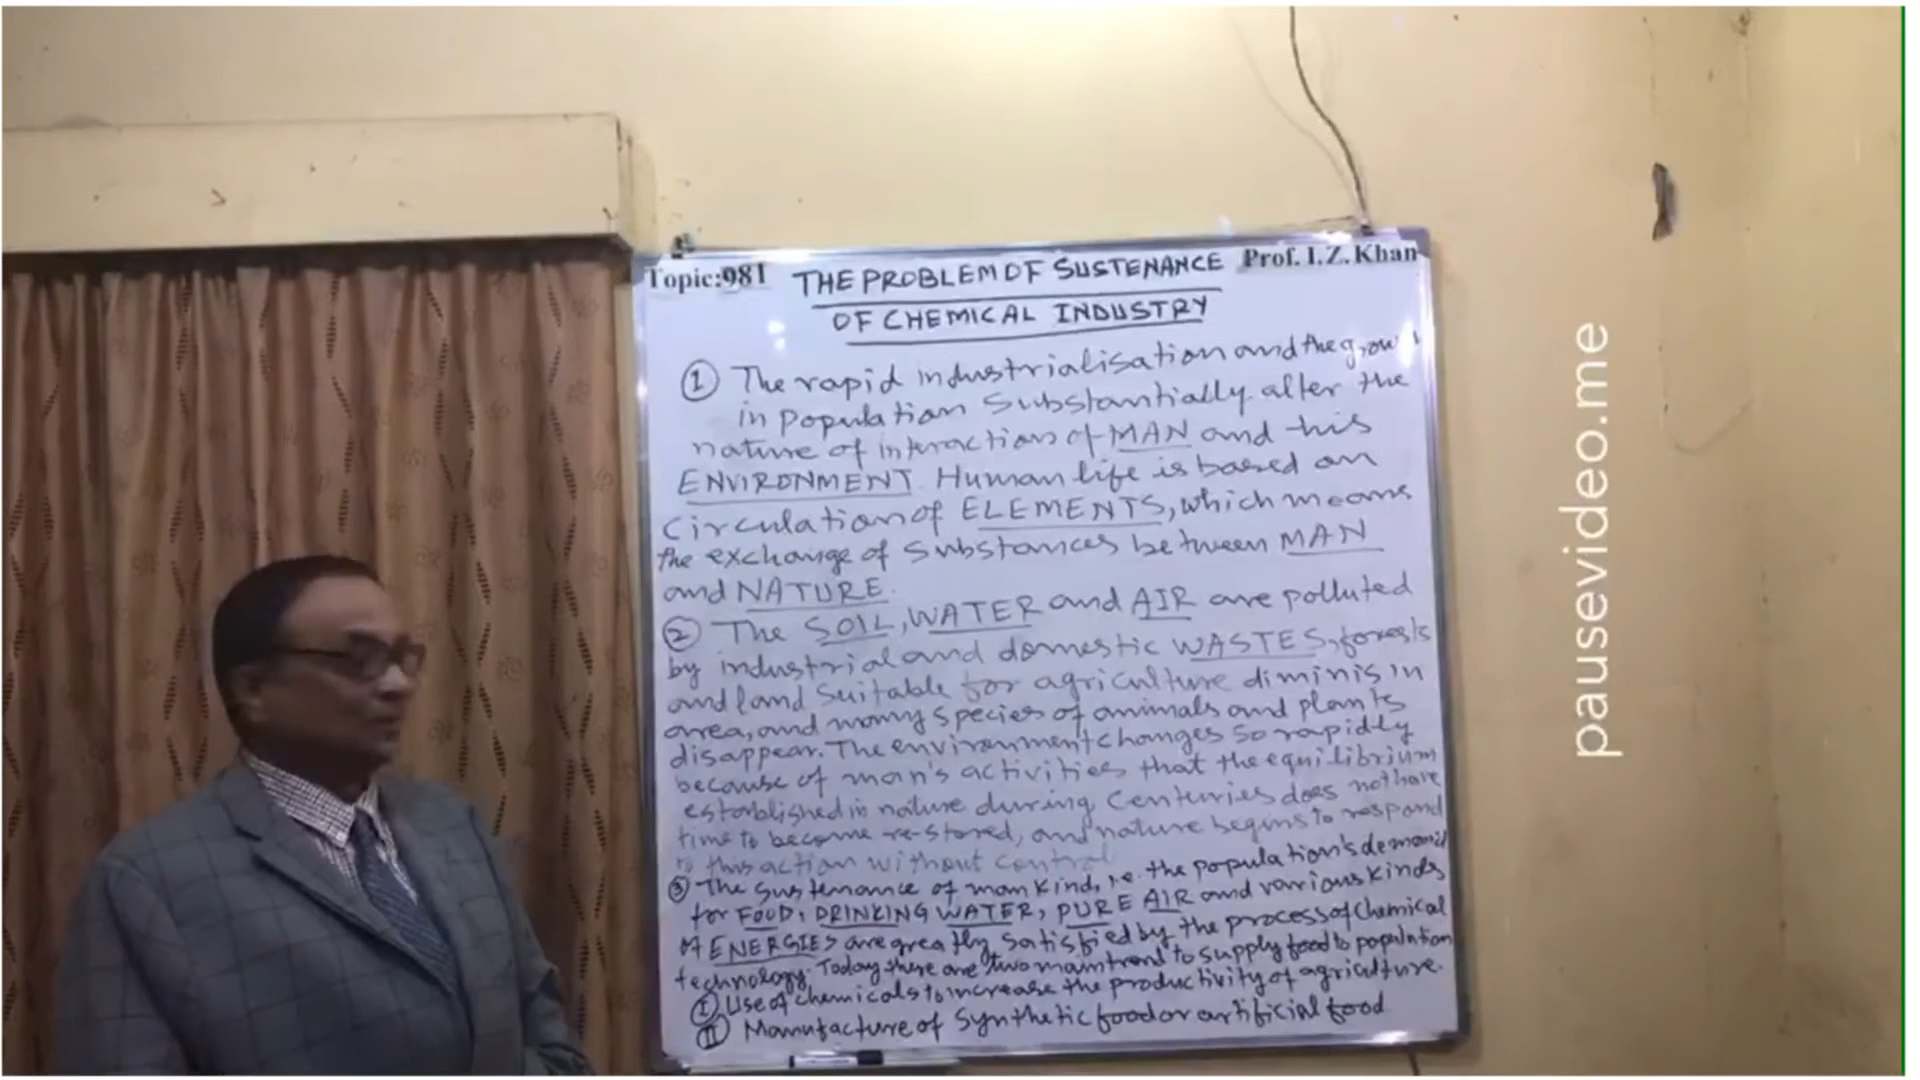 Topic:981 THE PROBLEM OF SUSTENANCE Prof. I.Z. Khan
OF CHEMICAL INDUSTRY
① The rapid industrialisation and the grow
in population substantially alter the
nature of interaction of MAN and his
ENVIRONMENT. Human life is based on
circulation of ELEMENTS, which means
the exchange of substances between MAN
and NATURE.
② The SOIL, WATER and AIR are polluted
by industrial and domestic WASTES, forests
and land suitable for agriculture diminis in
area, and many species of animals and plants
disappear. The environment changes so rapidly
because of man's activities that the equilibrium
established in nature during centuries does not have
time to become re-stored, and nature begins to respond
to this action without control
③ The sustenance of mankind, i.e. the population's demand
for FOOD, DRINKING WATER, PURE AIR and various kinds
of ENERGIES are greatly satisfied by the process of chemical
technology. Today there are two main trend to supply food to population
Ⓘ Use of chemicals to increase the productivity of agriculture.
Ⓘ Manufacture of synthetic food or artificial food
pausevideo.me